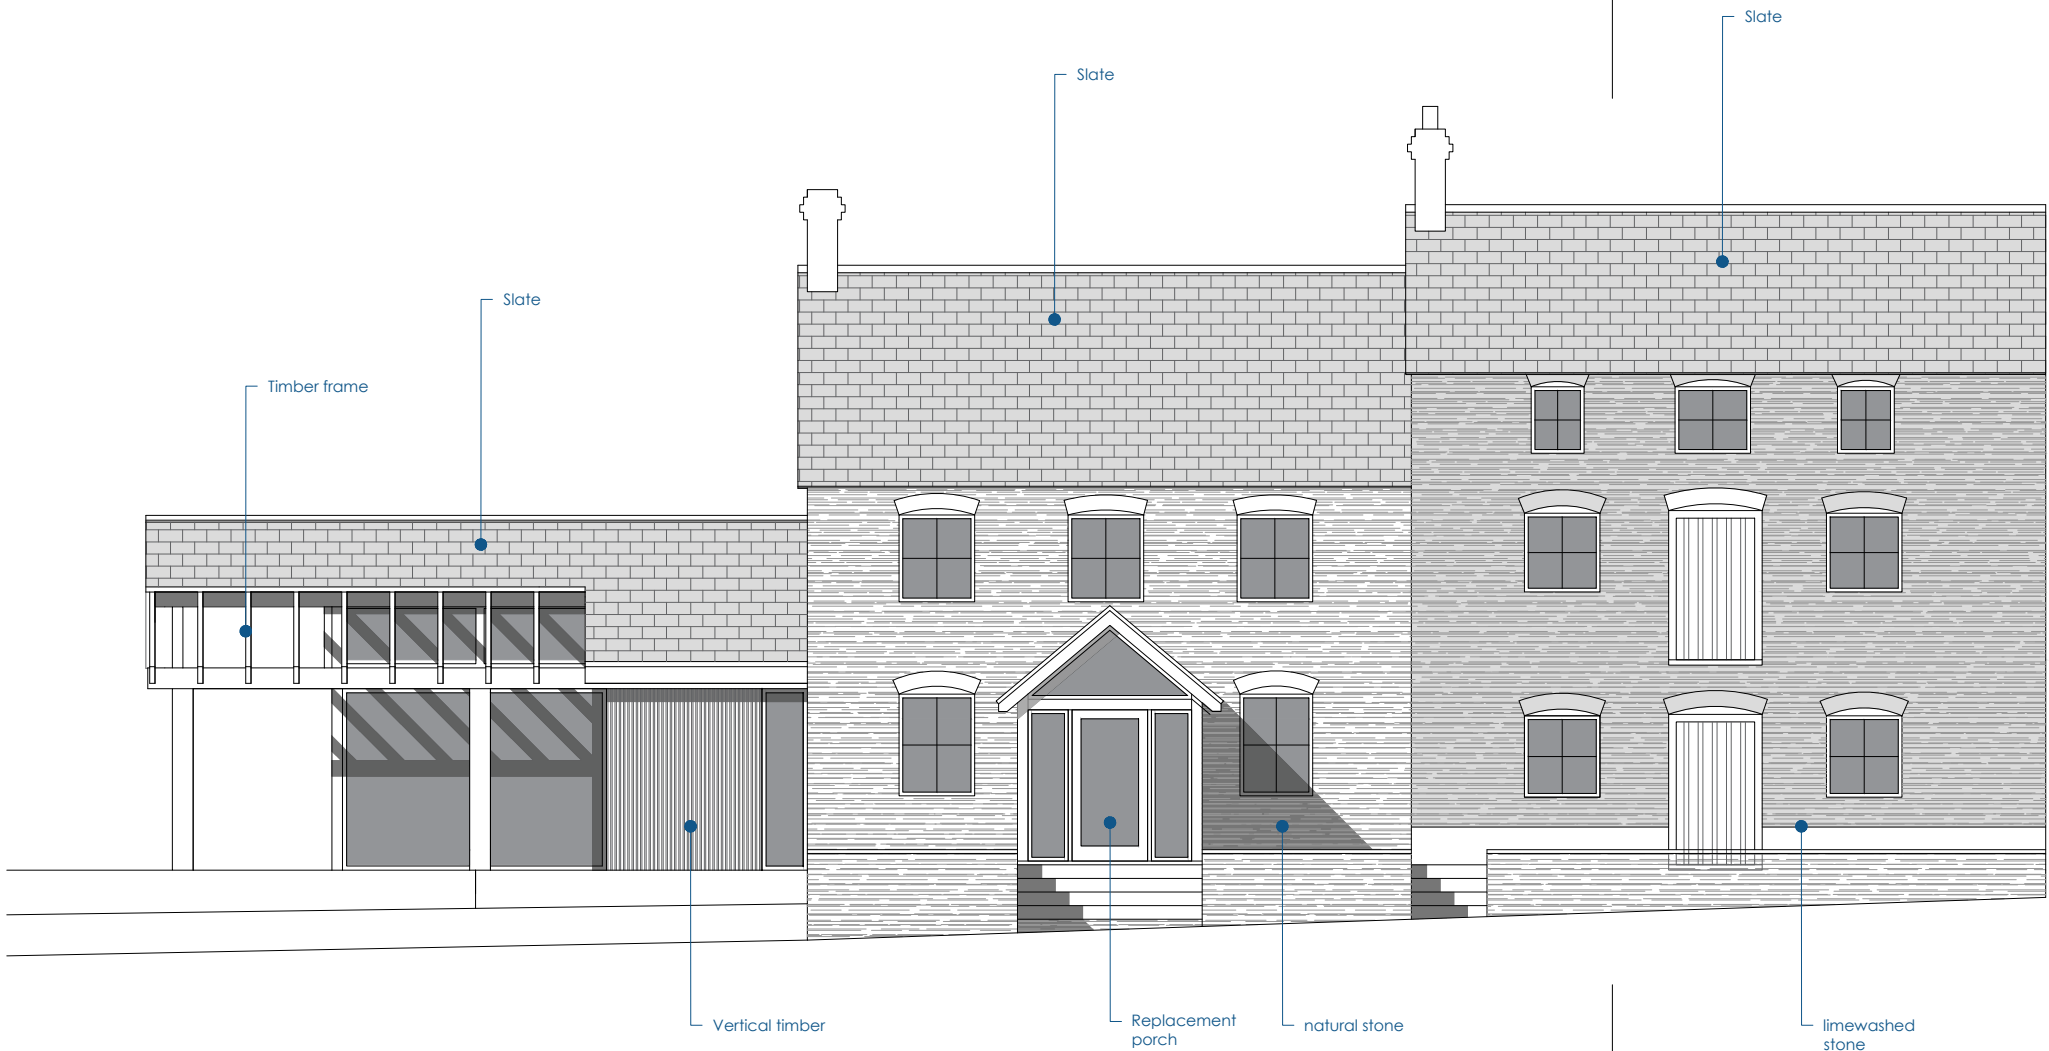 Slate
Slate
Slate
Timber frame
Vertical timber
Replacement
porch
natural stone
limewashed
stone